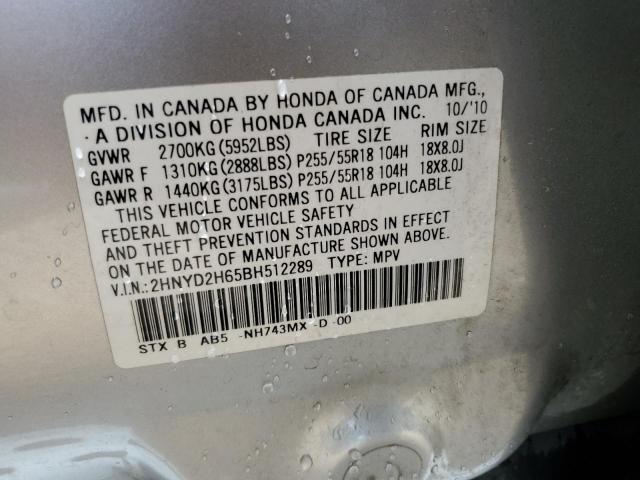 MFD. IN CANADA BY HONDA OF CANADA MFG.,
A DIVISION OF HONDA CANADA INC. 10/'10
GVWR 2700KG(5952LBS) TIRE SIZE RIM SIZE
GAWR F 1310KG(2888LBS)P255/55R18 104H 18X8.0J
GAWR R 1440KG(3175LBS)P255/55R18 104H 18X8.0J
THIS VEHICLE CONFORMS TO ALL APPLICABLE
FEDERAL MOTOR VEHICLE SAFETY
AND THEFT PREVENTION STANDARDS IN EFFECT
ON THE DATE OF MANUFACTURE SHOWN ABOVE.
V.I.N.:2HNYD2H65BH512289 TYPE: MPV
STX B AB5 -NH743MX -D -00